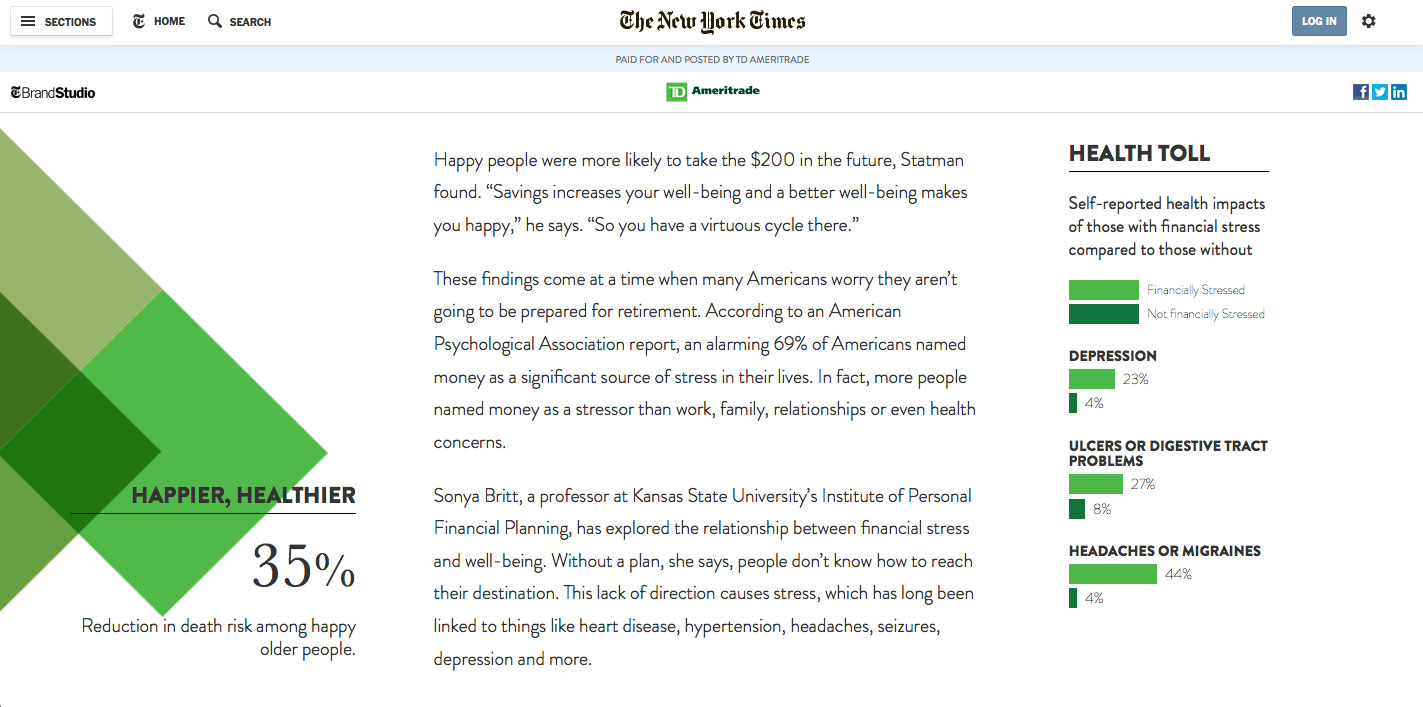 SECTIONS
HOME
SEARCH
The New York Times
LOG IN
PAID FOR AND POSTED BY TD AMERITRADE
T BrandStudio
TD Ameritrade
f in
HAPPIER, HEALTHIER
35%
Reduction in death risk among happy
older people.
Happy people were more likely to take the $200 in the future, Statman
found. “Savings increases your well-being and a better well-being makes
you happy,” he says. “So you have a virtuous cycle there.”
These findings come at a time when many Americans worry they aren’t
going to be prepared for retirement. According to an American
Psychological Association report, an alarming 69% of Americans named
money as a significant source of stress in their lives. In fact, more people
named money as a stressor than work, family, relationships or even health
concerns.
Sonya Britt, a professor at Kansas State University’s Institute of Personal
Financial Planning, has explored the relationship between financial stress
and well-being. Without a plan, she says, people don’t know how to reach
their destination. This lack of direction causes stress, which has long been
linked to things like heart disease, hypertension, headaches, seizures,
depression and more.
HEALTH TOLL
Self-reported health impacts
of those with financial stress
compared to those without
Financially Stressed
Not financially Stressed
DEPRESSION
23%
4%
ULCERS OR DIGESTIVE TRACT
PROBLEMS
27%
8%
HEADACHES OR MIGRAINES
44%
4%